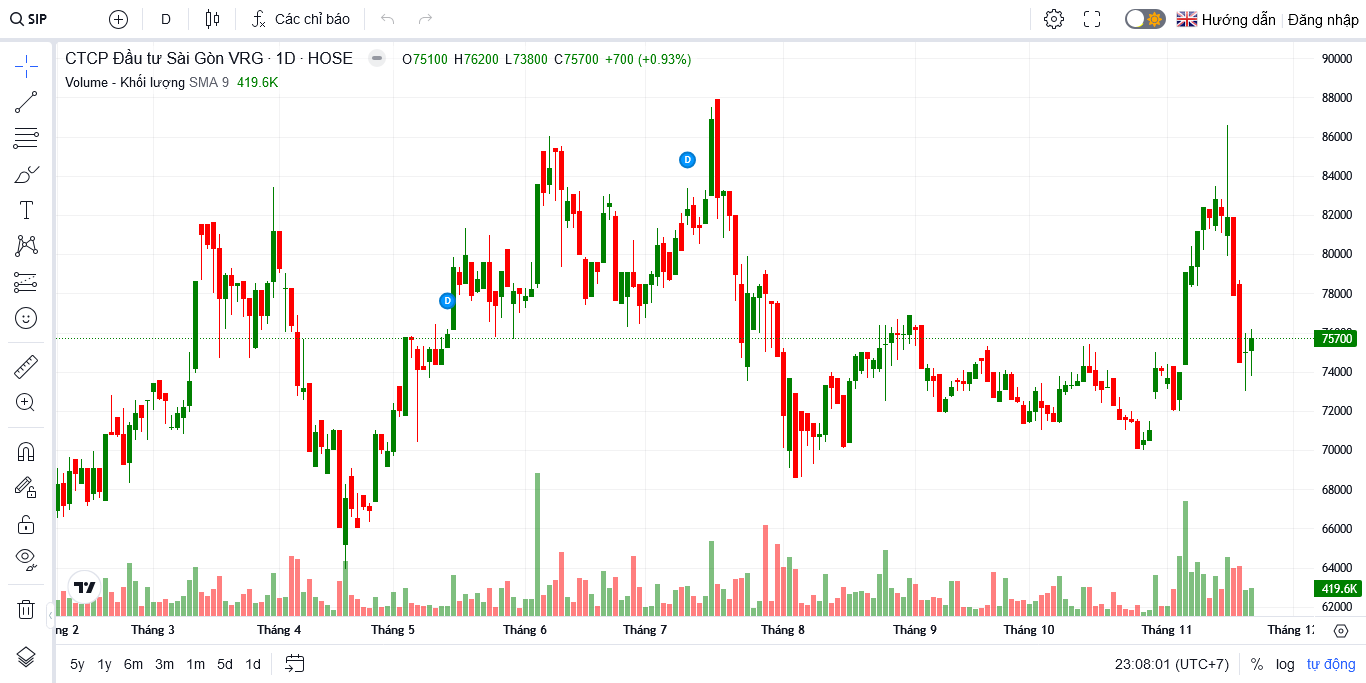 SIP D Các chỉ báo Hướng dẫn Đăng nhập
CTCP Đầu tư Sài Gòn VRG · 1D · HOSE O75100 H76200 L73800 C75700 +700 (+0.93%)
Volume - Khối lượng SMA 9 419.6K
90000
88000
86000
84000
82000
80000
78000
76000
75700
74000
72000
70000
68000
66000
64000
419.6K
62000
D
D
ng 2 Tháng 3 Tháng 4 Tháng 5 Tháng 6 Tháng 7 Tháng 8 Tháng 9 Tháng 10 Tháng 11 Tháng 12
5y 1y 6m 3m 1m 5d 1d 23:08:01 (UTC+7) % log tự động